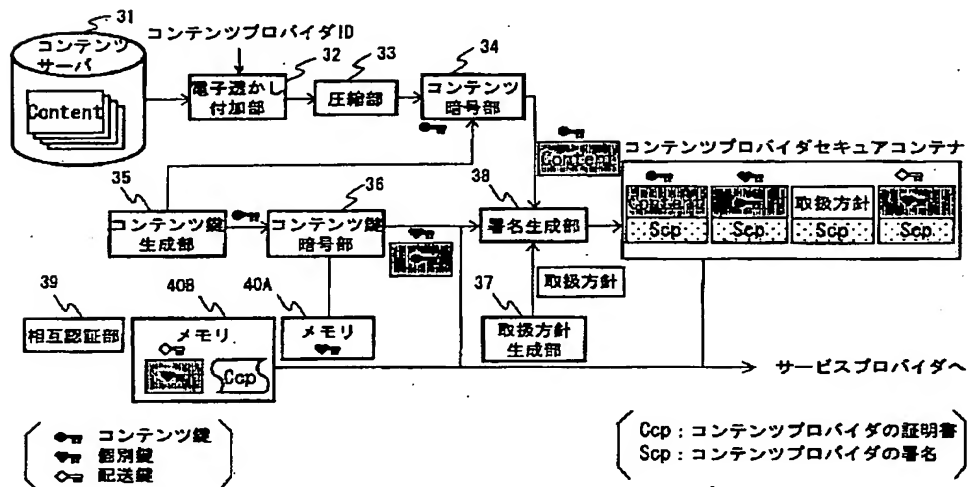 31
コンテンツ
サーバ
Content
コンテンツプロバイダID
32
電子透かし
付加部
33
圧縮部
34
コンテンツ
暗号部
Content
コンテンツプロバイダセキュアコンテナ
Content
取扱方針
Scp
Scp
Scp
Scp
35
コンテンツ鍵
生成部
36
コンテンツ鍵
暗号部
38
署名生成部
取扱方針
37
取扱方針
生成部
39
相互認証部
40B
メモリ
Ccp
40A
メモリ
サービスプロバイダへ
コンテンツ鍵
個別鍵
配送鍵
Ccp:コンテンツプロバイダの証明書
Scp:コンテンツプロバイダの署名